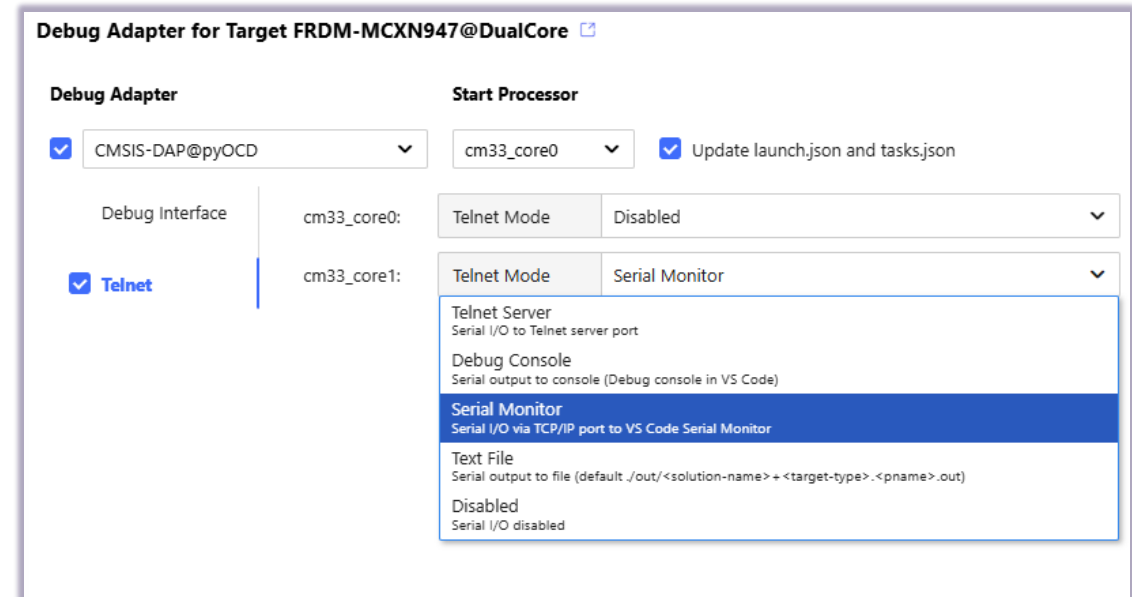 Debug Adapter for Target FRDM-MCXN947@DualCore
Debug Adapter
Start Processor
CMSIS-DAP@pyOCD
cm33_core0
Update launch.json and tasks.json
Debug Interface
cm33_core0:
Telnet Mode
Disabled
Telnet
cm33_core1:
Telnet Mode
Serial Monitor
Telnet Server
Serial I/O to Telnet server port
Debug Console
Serial output to console (Debug console in VS Code)
Serial Monitor
Serial I/O via TCP/IP port to VS Code Serial Monitor
Text File
Serial output to file (default ./out/<solution-name>+<target-type>.<pname>.out)
Disabled
Serial I/O disabled